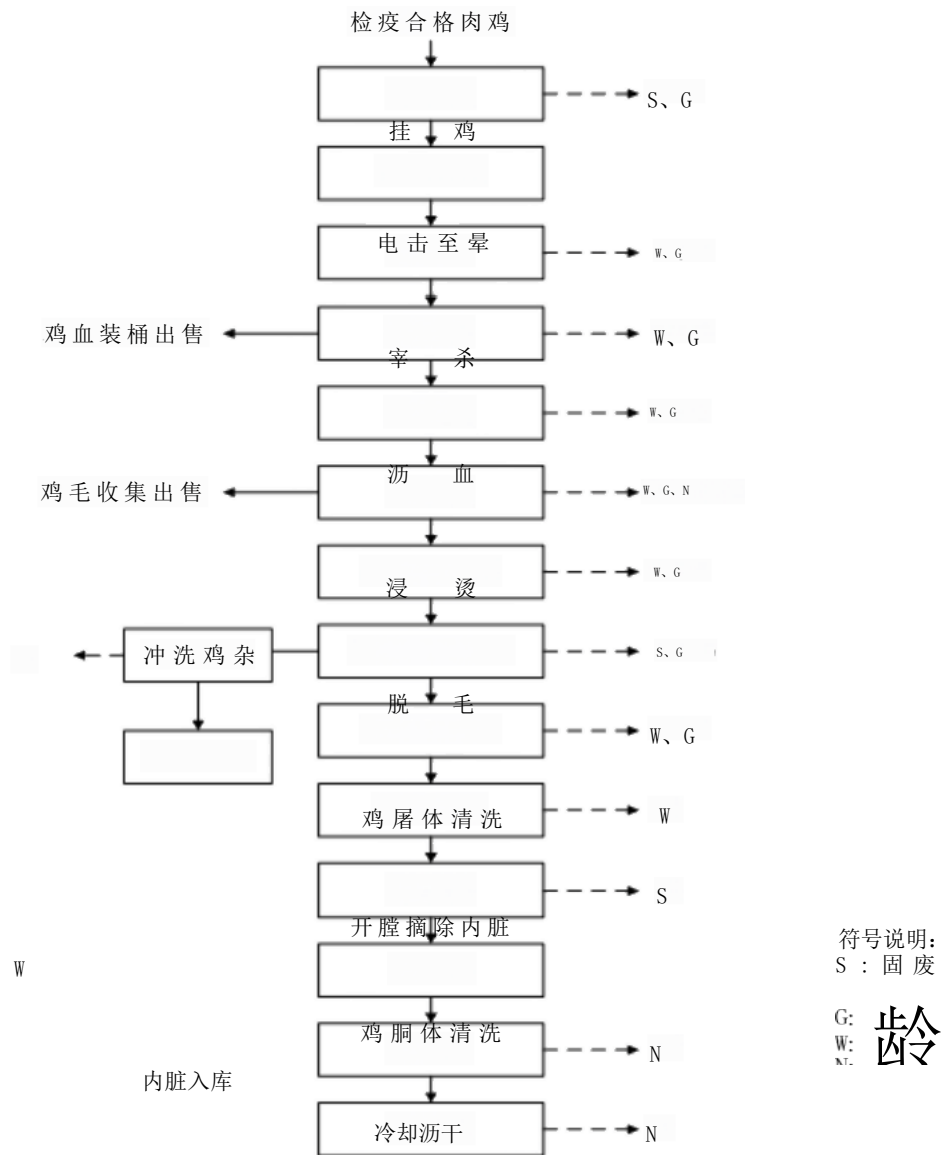 检疫合格肉鸡
S、G
挂 鸡
电击至晕
W、G
鸡血装桶出售
W、G
宰 杀
W、G
沥 血
鸡毛收集出售
W、G、N
W、G
浸 烫
冲洗鸡杂
S、G
脱 毛
W、G
鸡屠体清洗
W
S
开膛摘除内脏
符号说明:
W
S : 固废
G:
龄
W:
N:
鸡胴体清洗
N
内脏入库
冷却沥干
N